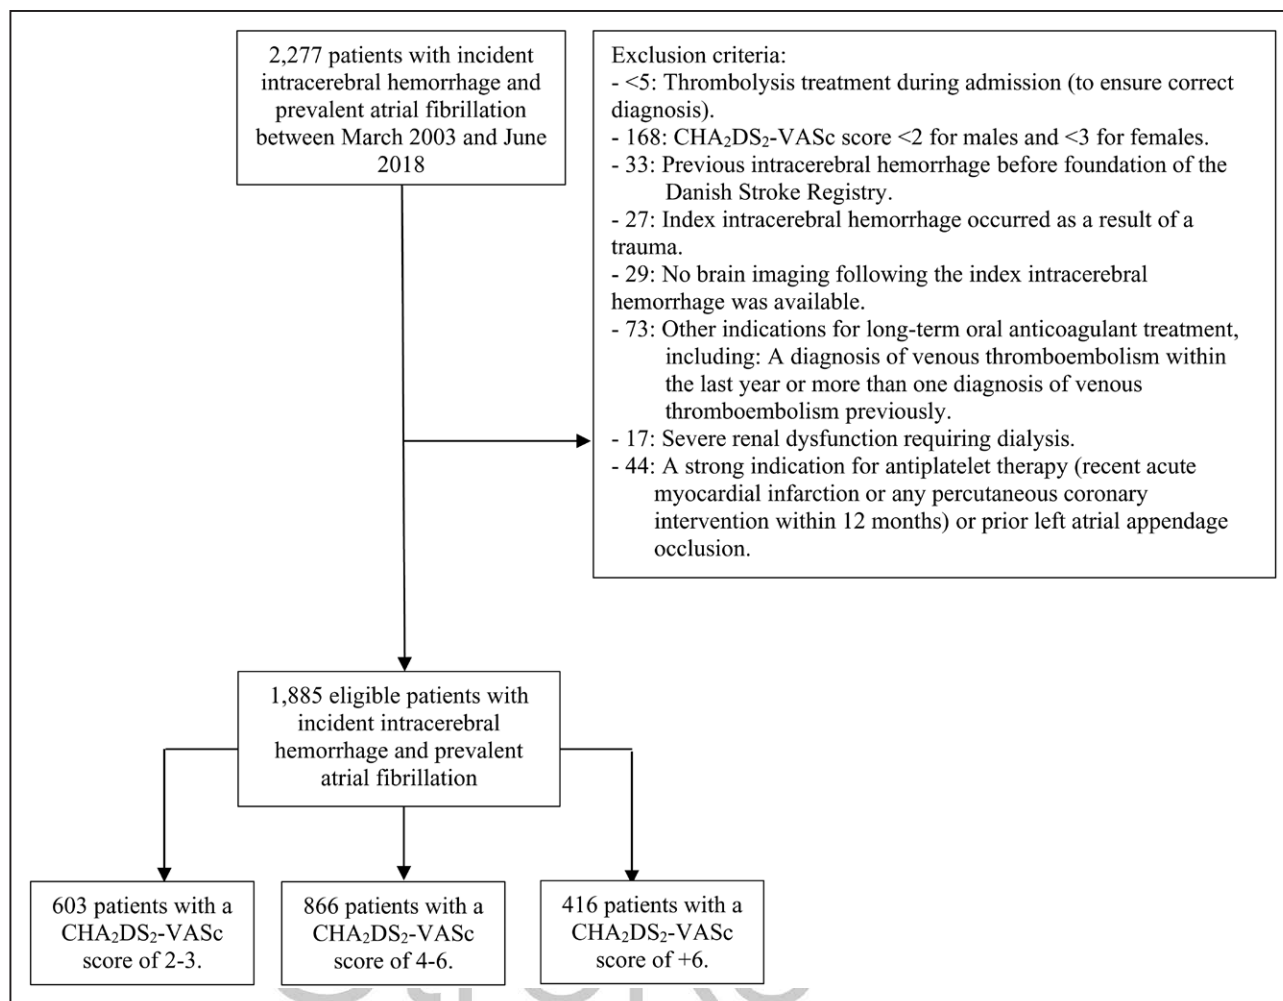 2,277 patients with incident
intracerebral hemorrhage and
prevalent atrial fibrillation
between March 2003 and June
2018
Exclusion criteria:
- <5: Thrombolysis treatment during admission (to ensure correct
diagnosis).
- 168: CHA₂DS₂-VASc score <2 for males and <3 for females.
- 33: Previous intracerebral hemorrhage before foundation of the
Danish Stroke Registry.
- 27: Index intracerebral hemorrhage occurred as a result of a
trauma.
- 29: No brain imaging following the index intracerebral
hemorrhage was available.
- 73: Other indications for long-term oral anticoagulant treatment,
including: A diagnosis of venous thromboembolism within
the last year or more than one diagnosis of venous
thromboembolism previously.
- 17: Severe renal dysfunction requiring dialysis.
- 44: A strong indication for antiplatelet therapy (recent acute
myocardial infarction or any percutaneous coronary
intervention within 12 months) or prior left atrial appendage
occlusion.
1,885 eligible patients with
incident intracerebral
hemorrhage and prevalent
atrial fibrillation
603 patients with a
CHA₂DS₂-VASc
score of 2-3.
866 patients with a
CHA₂DS₂-VASc
score of 4-6.
416 patients with a
CHA₂DS₂-VASc
score of +6.